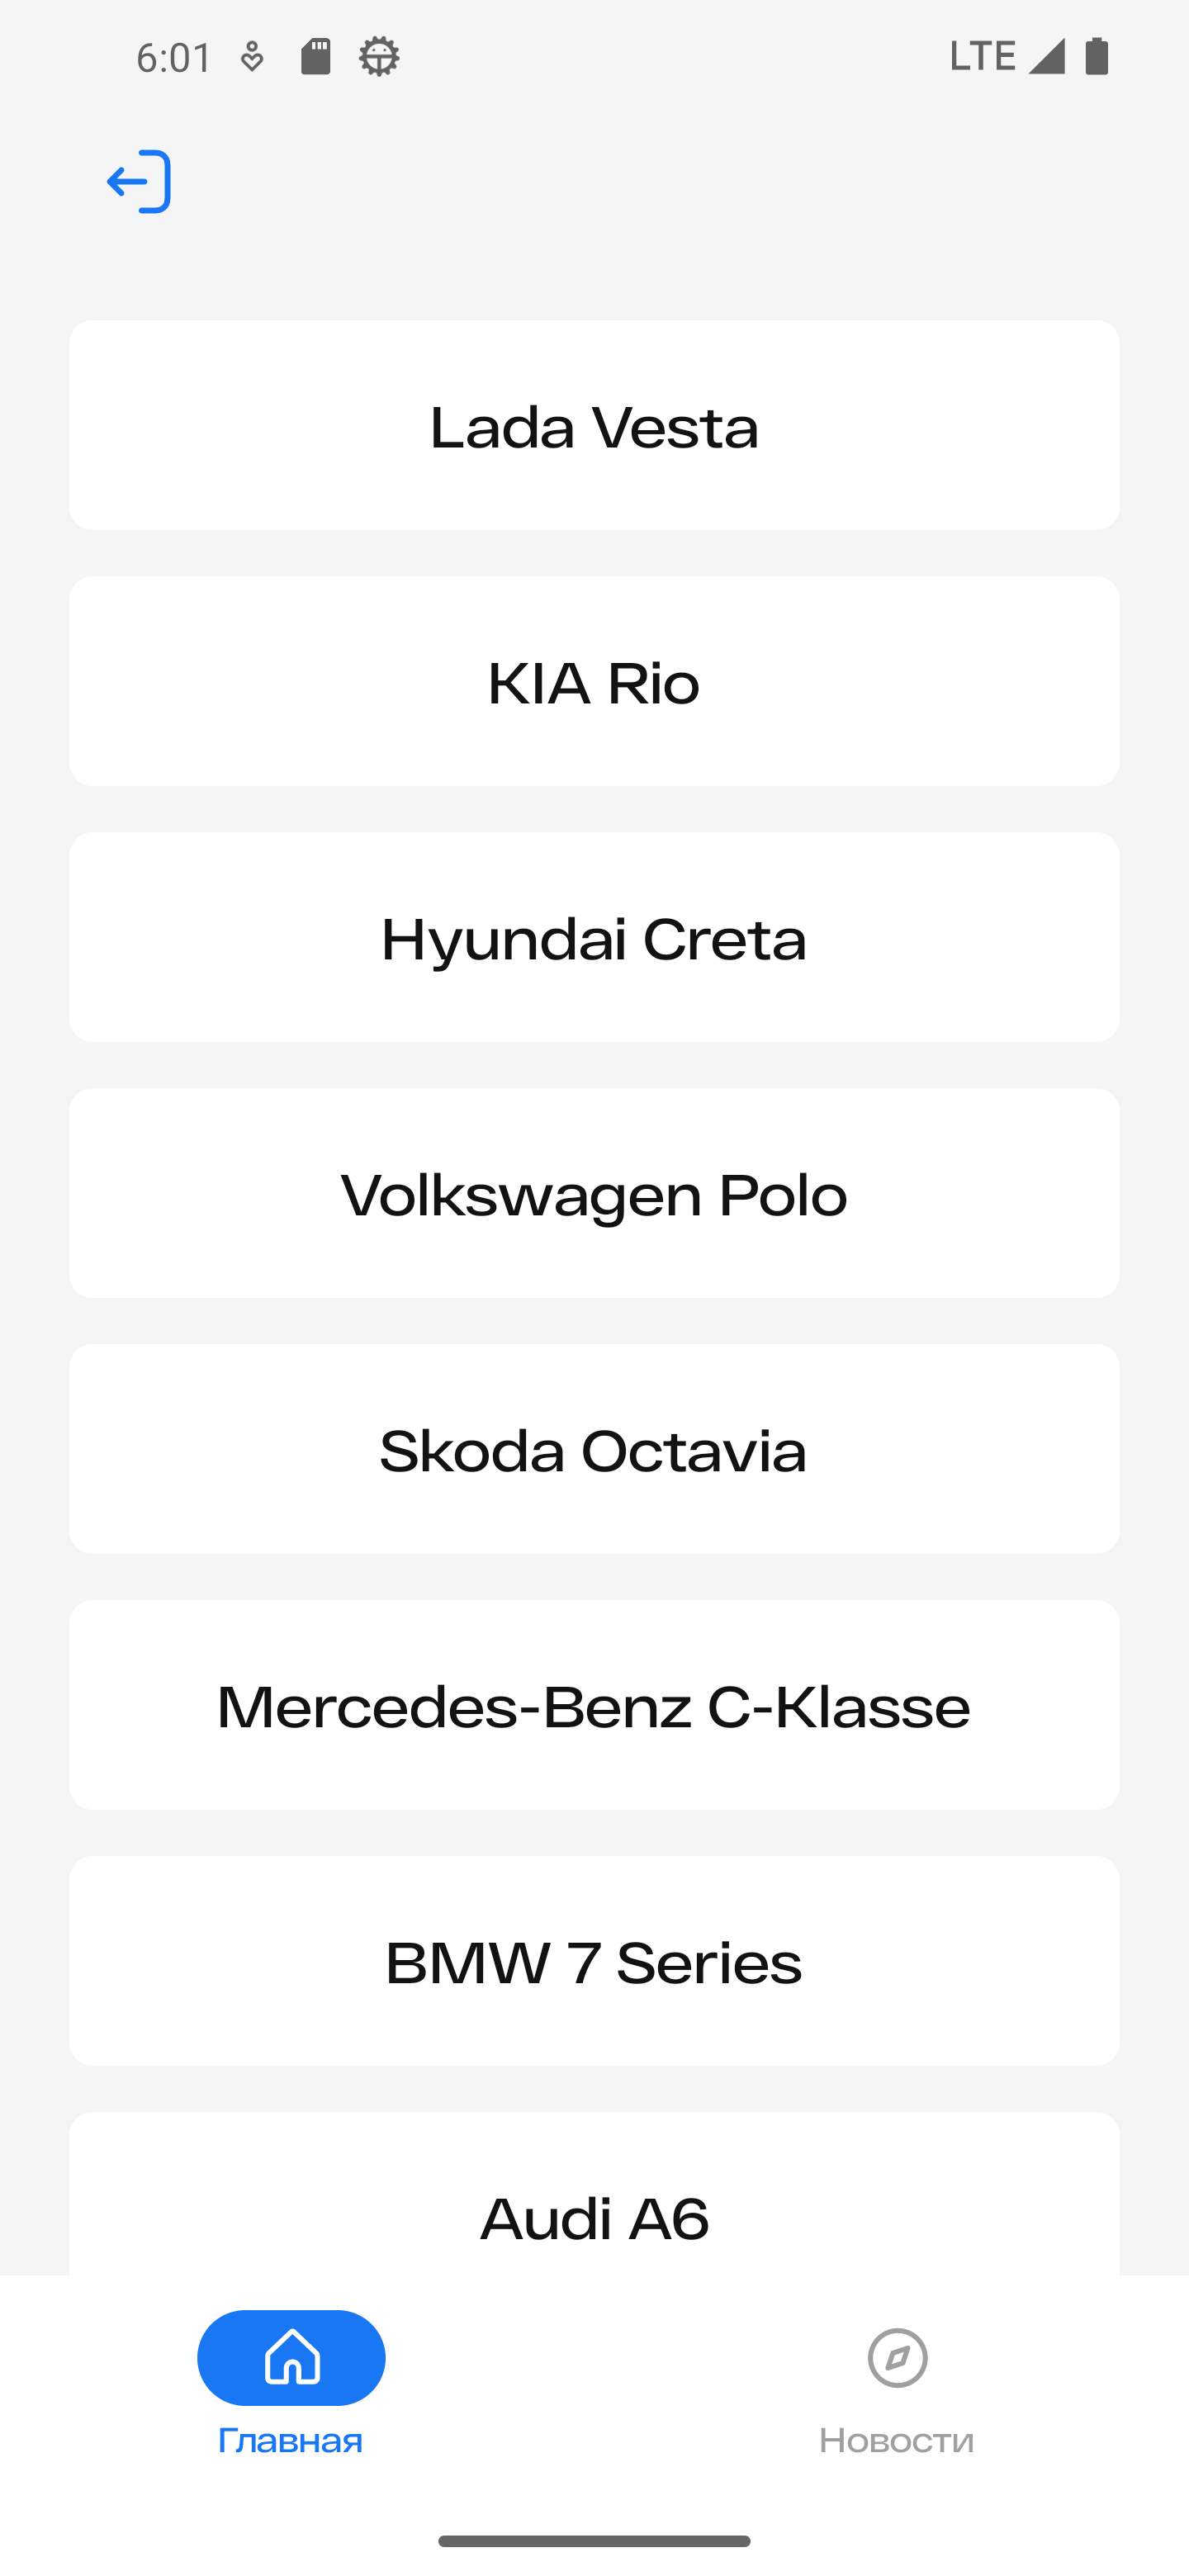 6:01
LTE
Lada Vesta
KIA Rio
Hyundai Creta
Volkswagen Polo
Skoda Octavia
Mercedes-Benz C-Klasse
BMW 7 Series
Audi A6
Главная
Новости